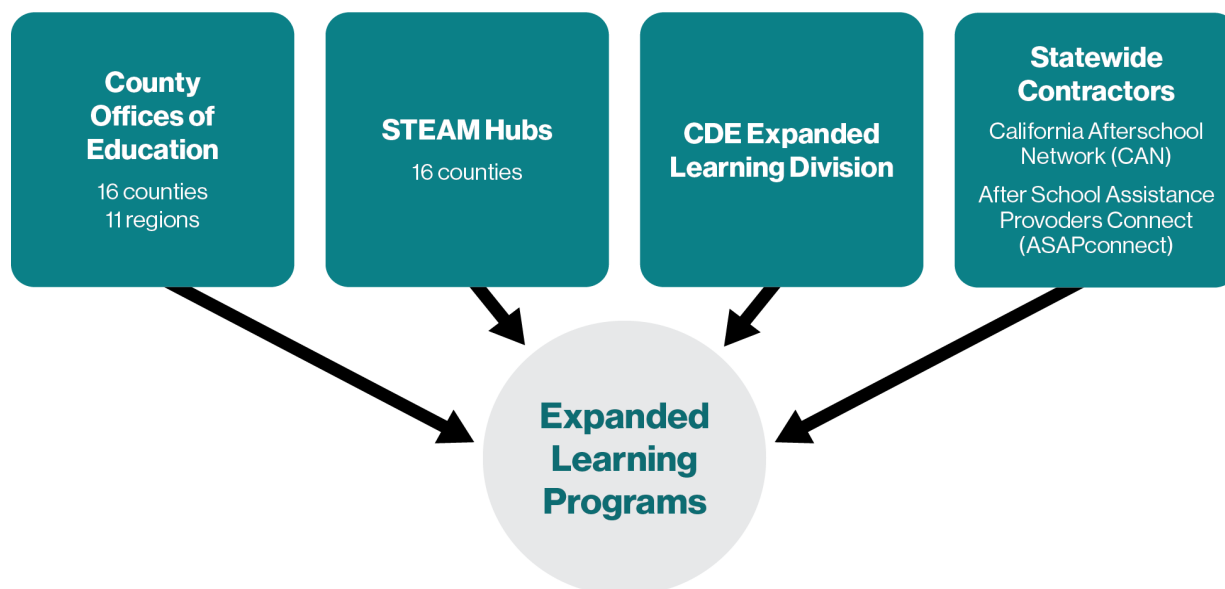 County
Offices of
Education
16 counties
11 regions
STEAM Hubs
16 counties
CDE Expanded
Learning Division
Statewide
Contractors
California Afterschool
Network (CAN)
After School Assistance
Provoders Connect
(ASAPconnect)
Expanded
Learning
Programs